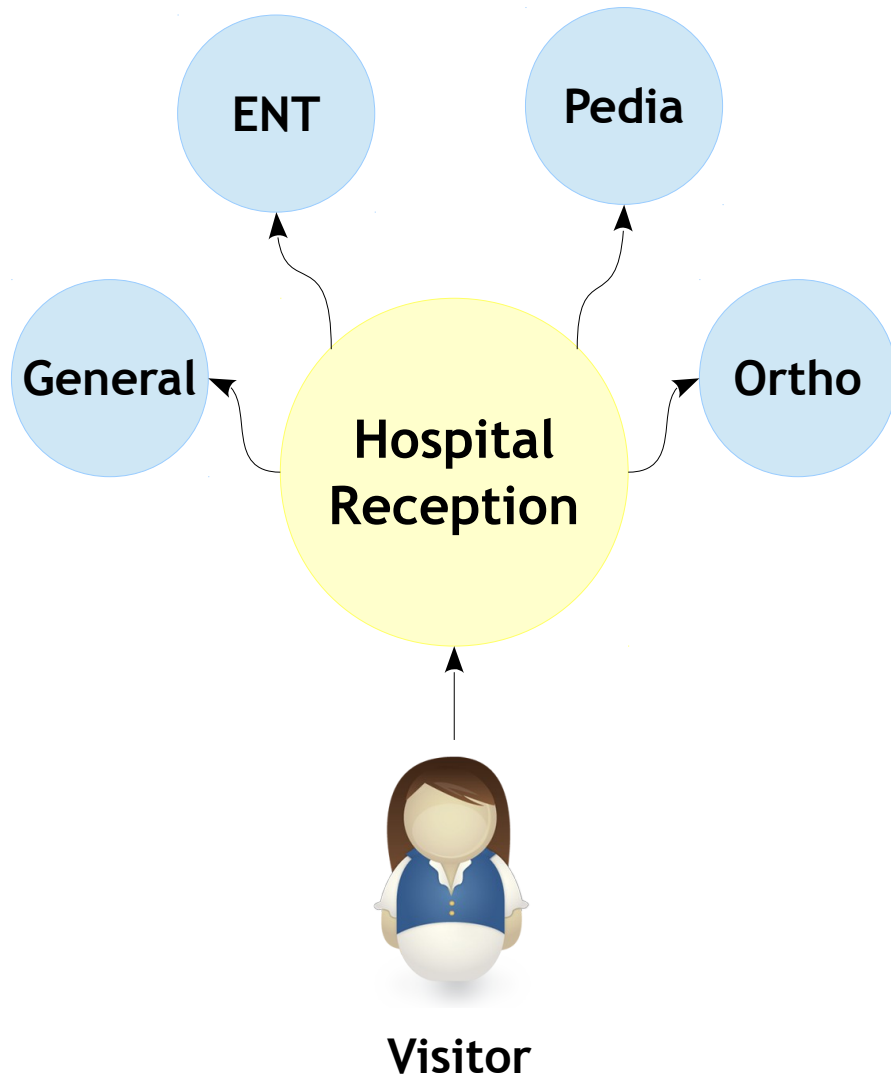 ENT
Pedia
General
Ortho
Hospital
Reception
Visitor